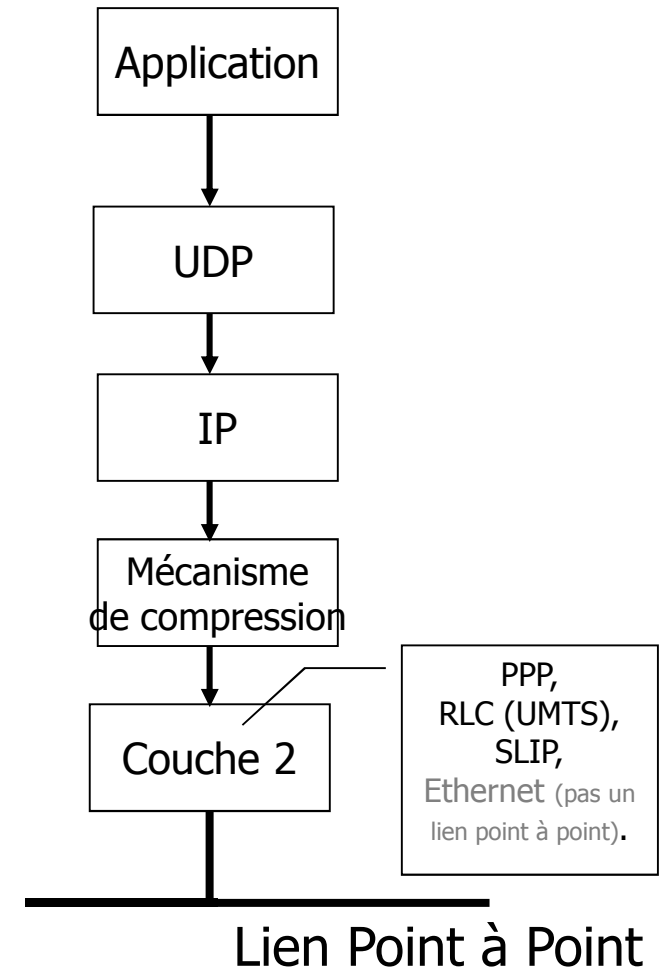 Application
UDP
IP
Mécanisme
de compression
Couche 2
PPP,
RLC (UMTS),
SLIP,
Ethernet (pas un
lien point à point).
Lien Point à Point